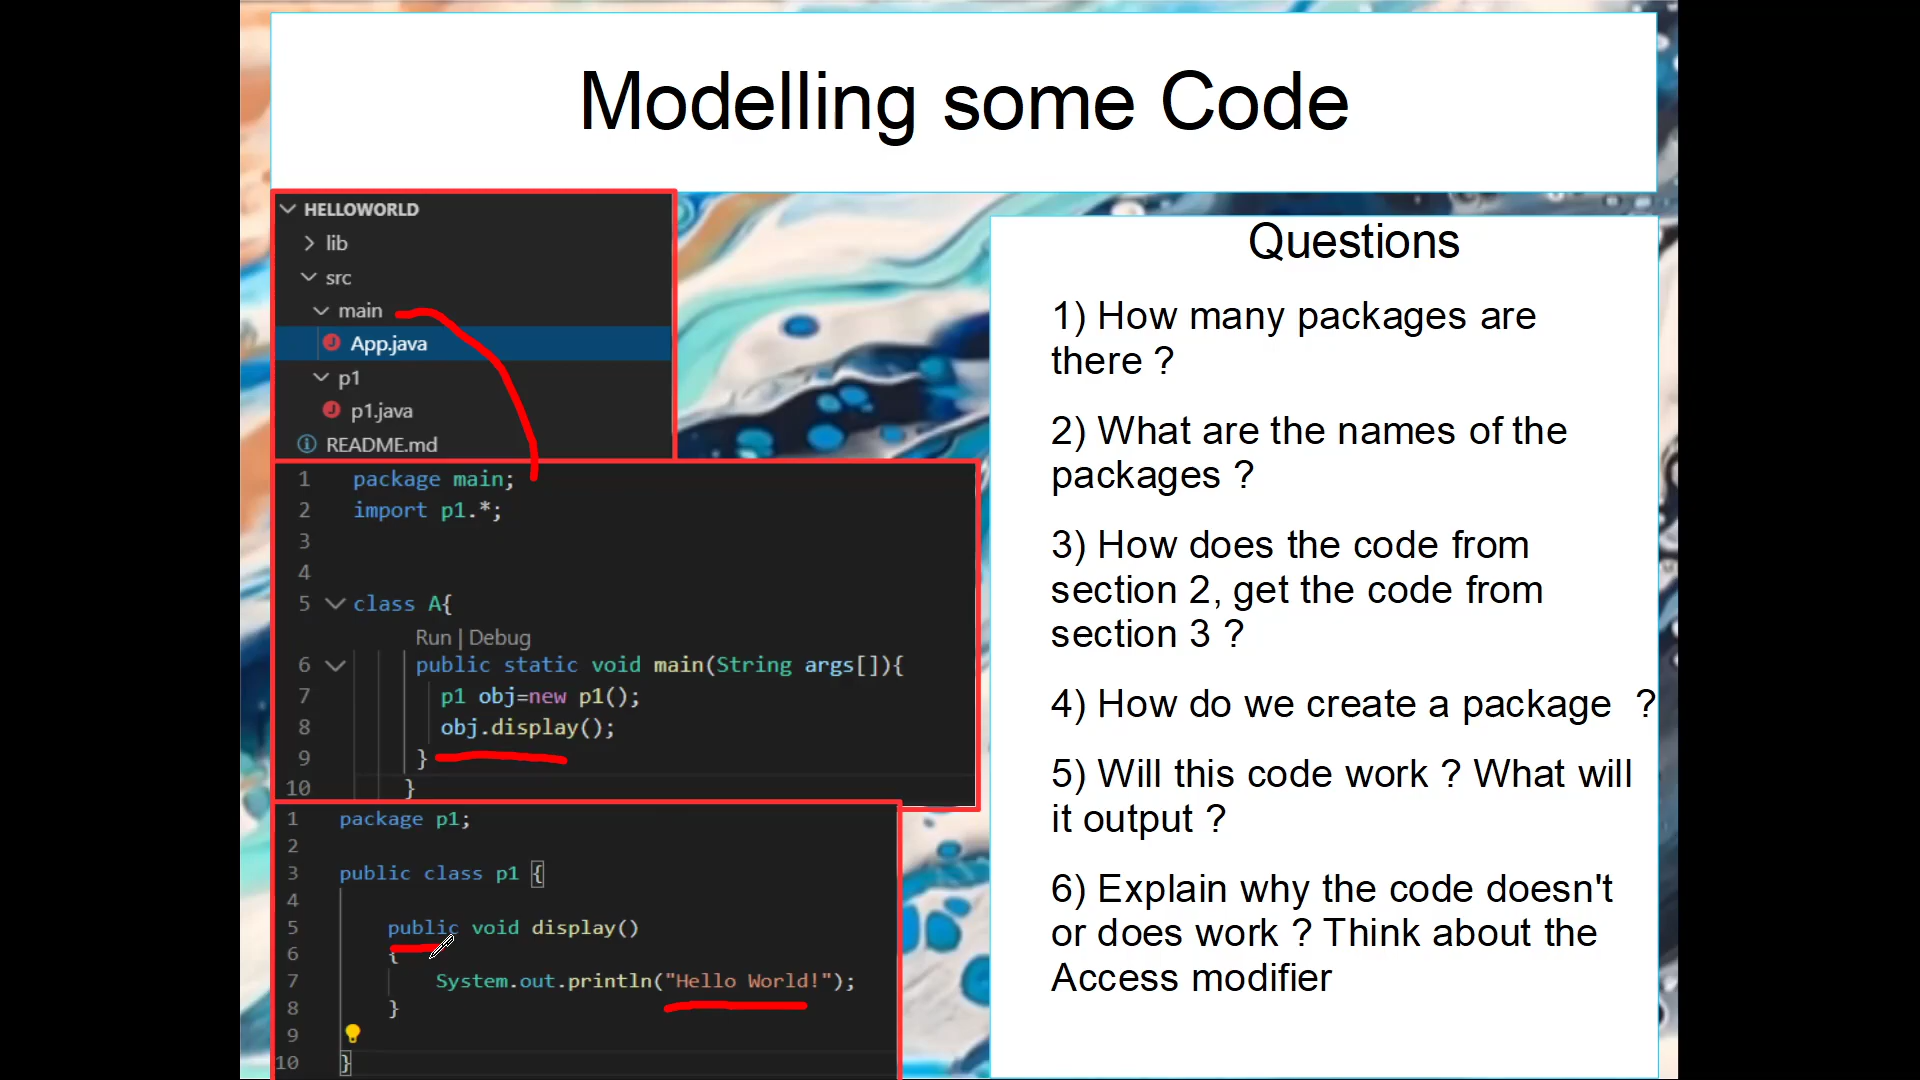 Modelling some Code
HELLOWORLD
lib
src
main
App.java
p1
p1.java
README.md
1 package main;
2 import p1.*;
3
4
5 class A{
Run | Debug
6 public static void main(String args[]){
7 p1 obj=new p1();
8 obj.display();
9 }
10 }
1 package p1;
2
3 public class p1 {
4
5 public void display()
6 {
7 System.out.println("Hello World!");
8 }
9
10 }
Questions
1) How many packages are
there ?
2) What are the names of the
packages ?
3) How does the code from
section 2, get the code from
section 3 ?
4) How do we create a package ?
5) Will this code work ? What will
it output ?
6) Explain why the code doesn't
or does work ? Think about the
Access modifier